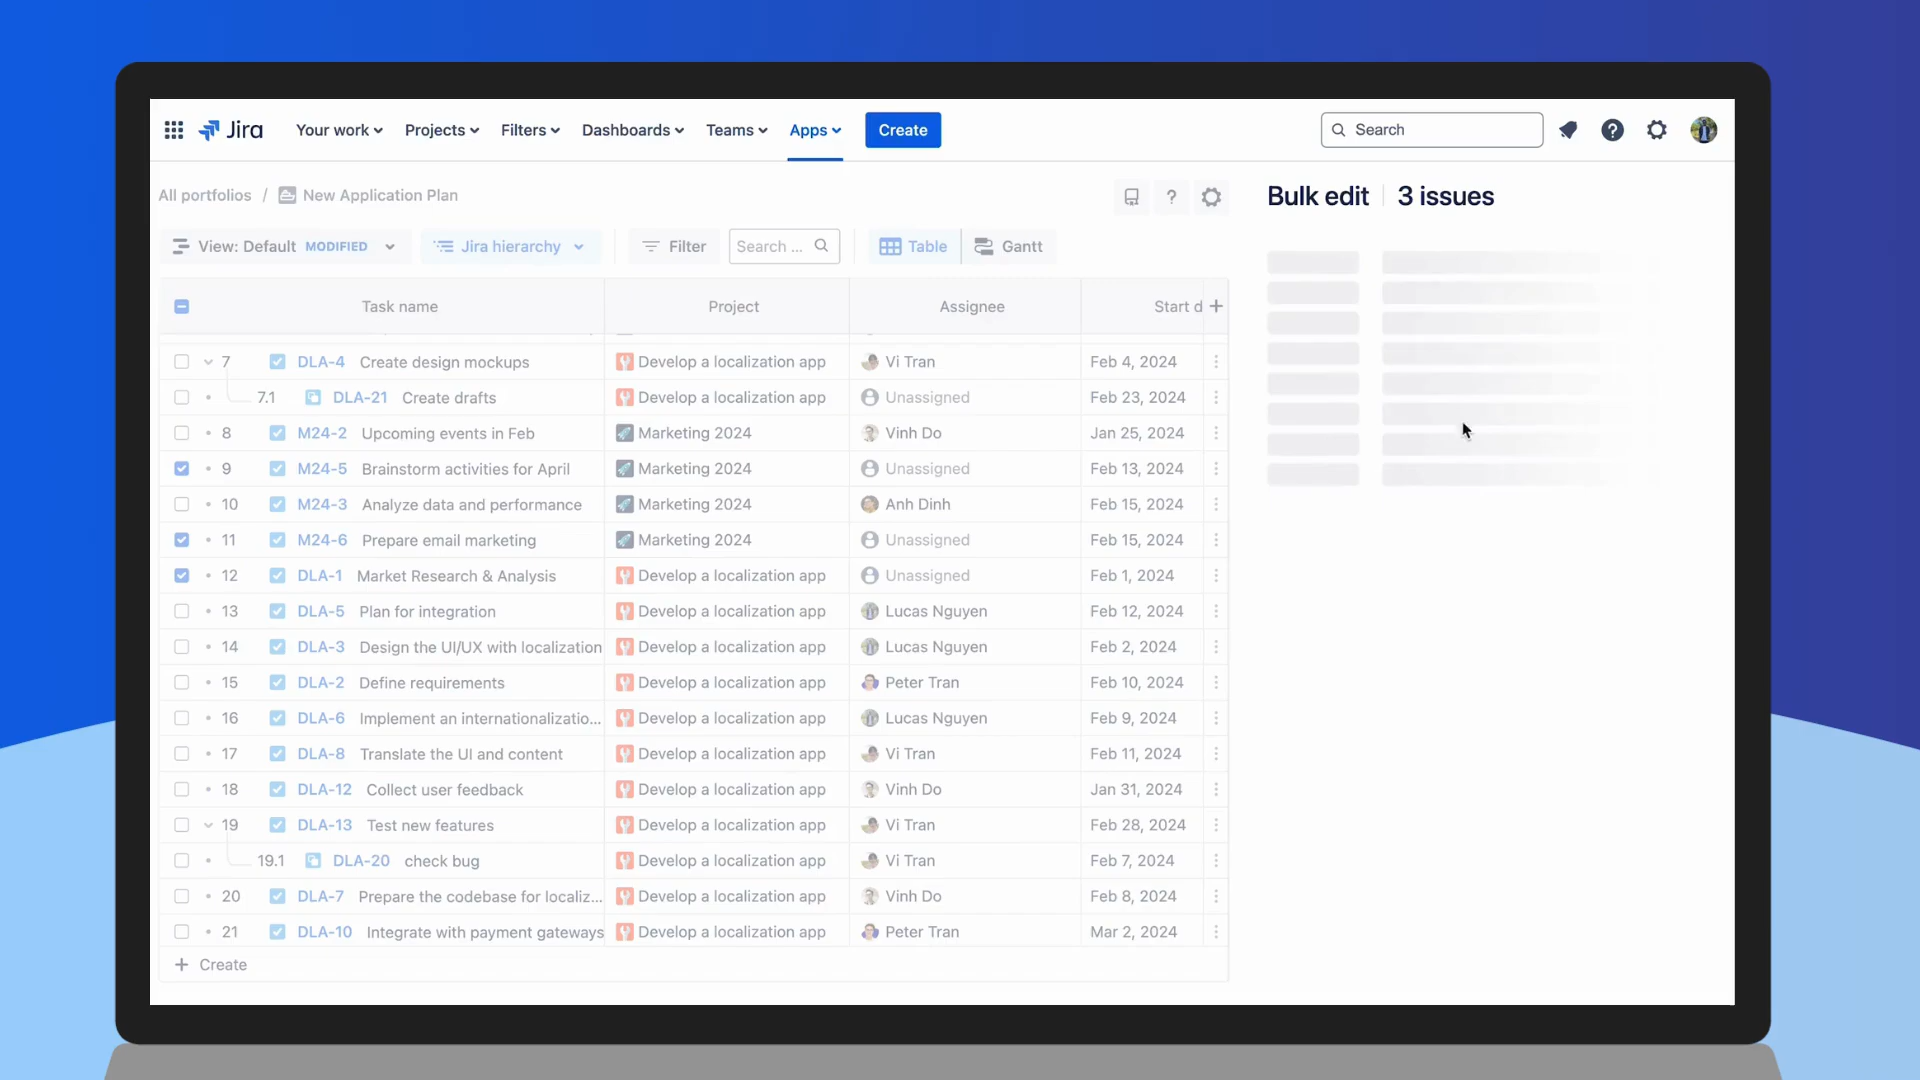 Jira Your work Projects Filters Dashboards Teams Apps Create Search
All portfolios / New Application Plan ?
Bulk edit 3 issues
View: Default MODIFIED Jira hierarchy Filter Search ... Table Gantt
Task name Project Assignee Start d +
7 DLA-4 Create design mockups Develop a localization app Vi Tran Feb 4, 2024
7.1 DLA-21 Create drafts Develop a localization app Unassigned Feb 23, 2024
8 M24-2 Upcoming events in Feb Marketing 2024 Vinh Do Jan 25, 2024
9 M24-5 Brainstorm activities for April Marketing 2024 Unassigned Feb 13, 2024
10 M24-3 Analyze data and performance Marketing 2024 Anh Dinh Feb 15, 2024
11 M24-6 Prepare email marketing Marketing 2024 Unassigned Feb 15, 2024
12 DLA-1 Market Research & Analysis Develop a localization app Unassigned Feb 1, 2024
13 DLA-5 Plan for integration Develop a localization app Lucas Nguyen Feb 12, 2024
14 DLA-3 Design the UI/UX with localization Develop a localization app Lucas Nguyen Feb 2, 2024
15 DLA-2 Define requirements Develop a localization app Peter Tran Feb 10, 2024
16 DLA-6 Implement an internationalizatio... Develop a localization app Lucas Nguyen Feb 9, 2024
17 DLA-8 Translate the UI and content Develop a localization app Vi Tran Feb 11, 2024
18 DLA-12 Collect user feedback Develop a localization app Vinh Do Jan 31, 2024
19 DLA-13 Test new features Develop a localization app Vi Tran Feb 28, 2024
19.1 DLA-20 check bug Develop a localization app Vi Tran Feb 7, 2024
20 DLA-7 Prepare the codebase for localiz... Develop a localization app Vinh Do Feb 8, 2024
21 DLA-10 Integrate with payment gateways Develop a localization app Peter Tran Mar 2, 2024
+ Create